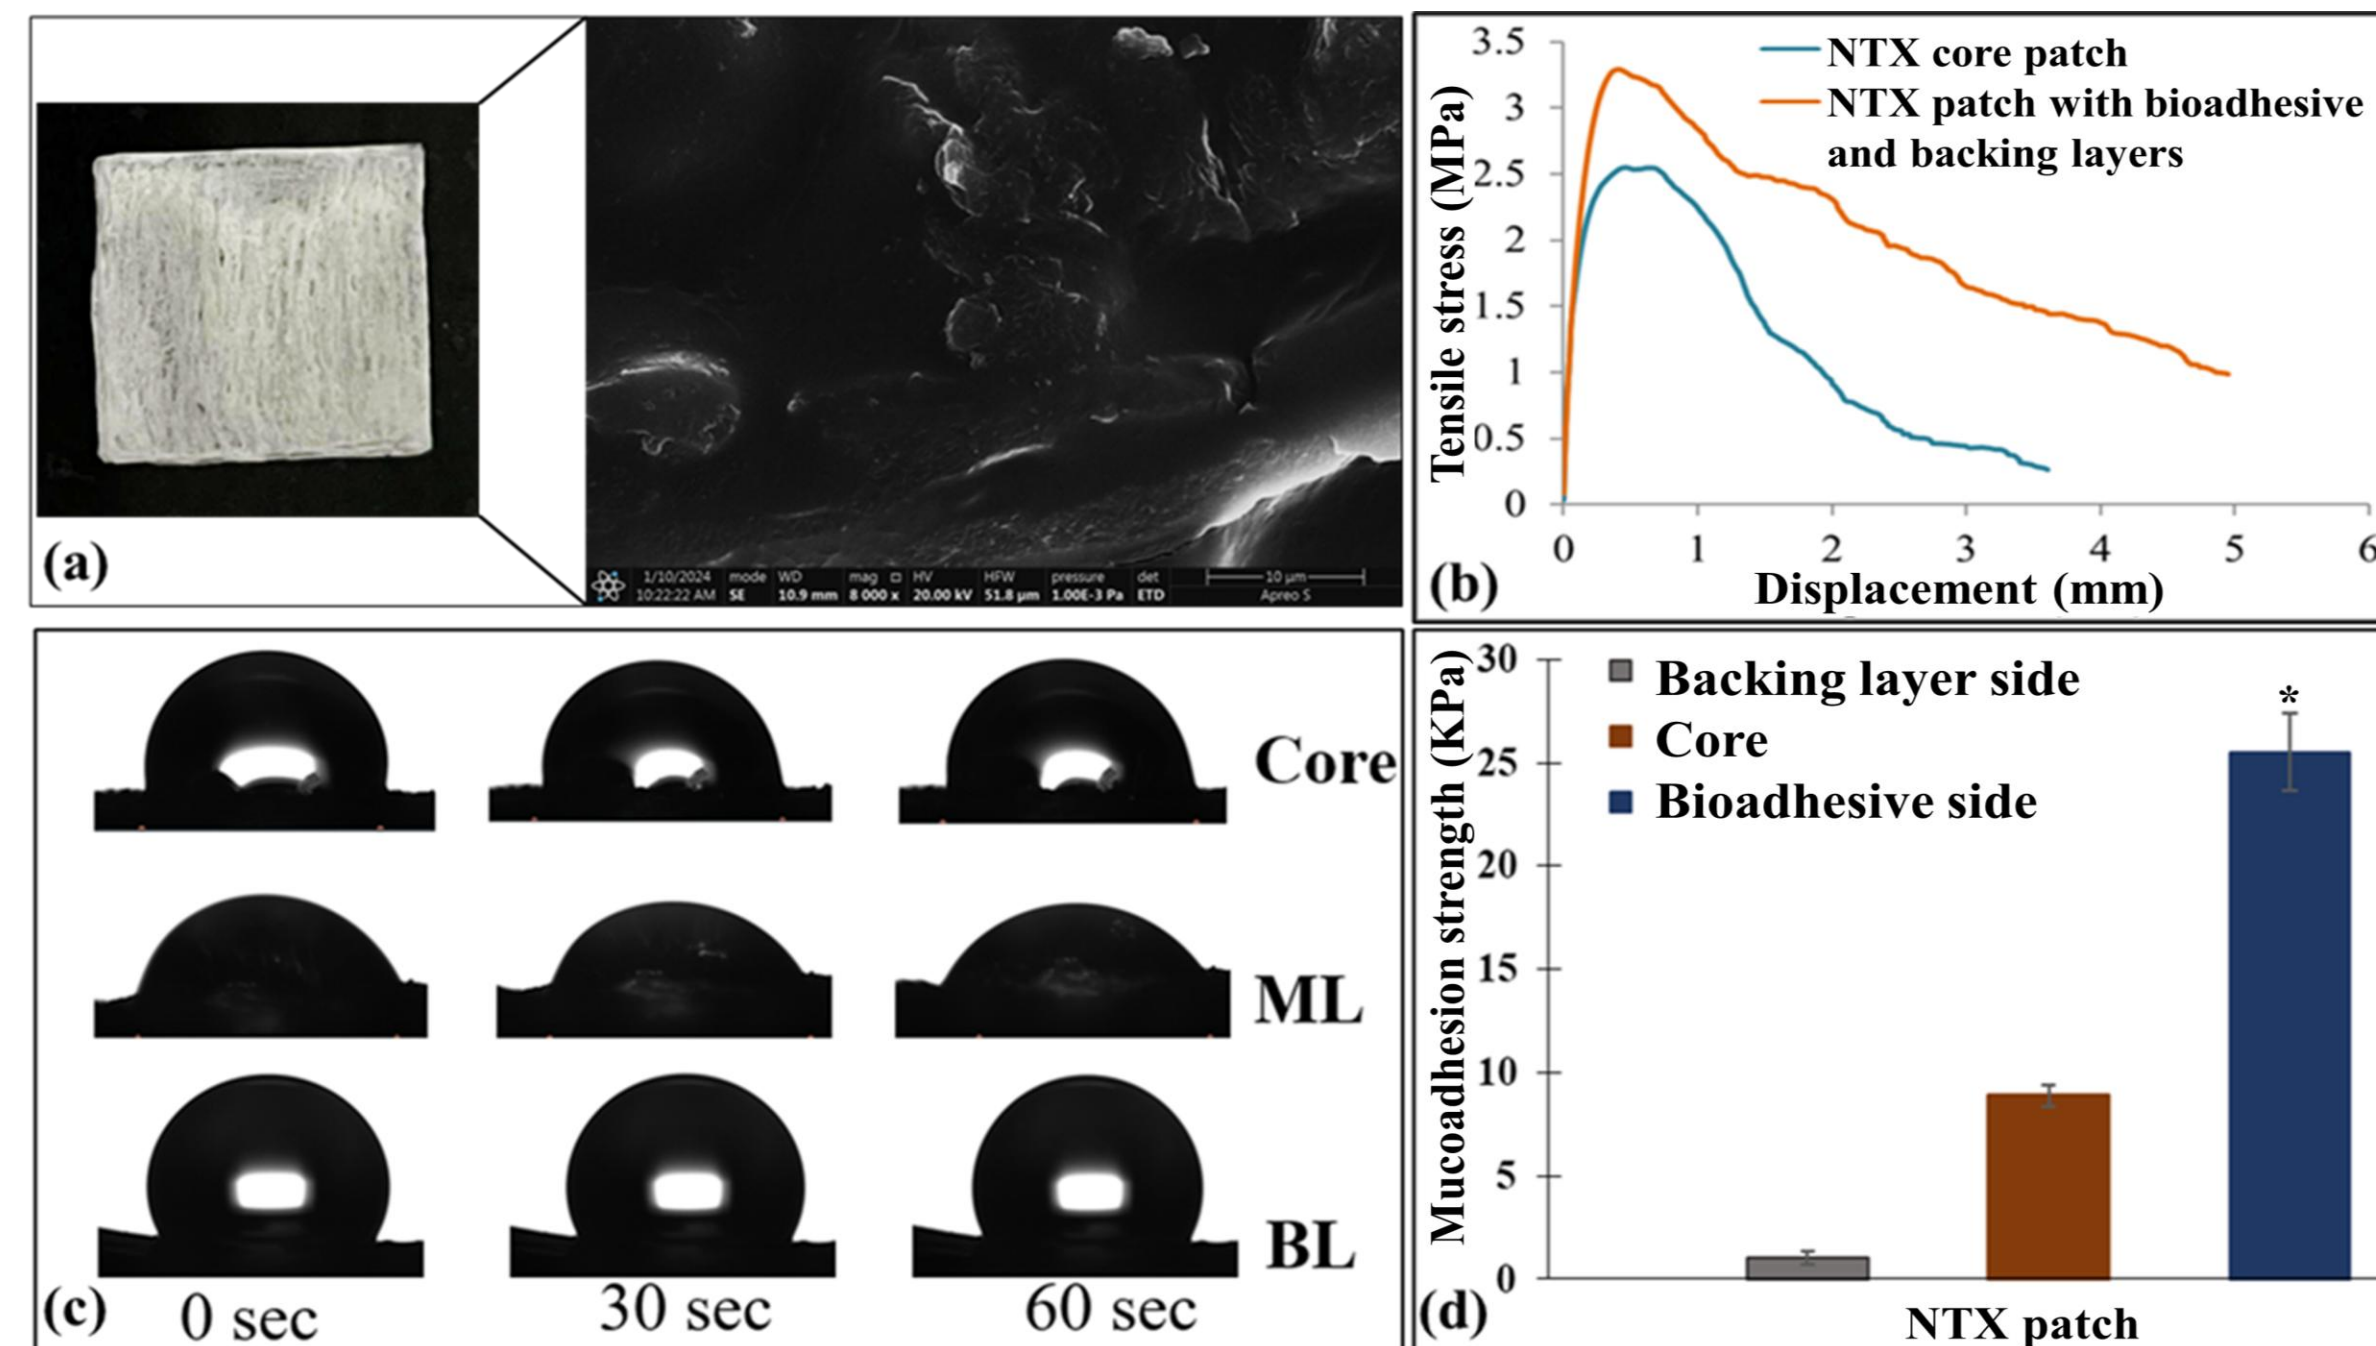 (a)
1/10/2024 mode WD mag HV HFW pressure det 10 µm
10:22:22 AM SE 10.9 mm 8 000 x 20.00 kV 51.8 µm 1.00E-3 Pa ETD Apreo S
3.5
3
2.5
2
1.5
1
0.5
0
Tensile stress (MPa)
NTX core patch
NTX patch with bioadhesive
and backing layers
0 1 2 3 4 5 6
Displacement (mm)
(b)
Core
ML
BL
0 sec 30 sec 60 sec
(c)
30
25
20
15
10
5
0
Mucoadhesion strength (KPa)
Backing layer side
Core
Bioadhesive side
*
NTX patch
(d)